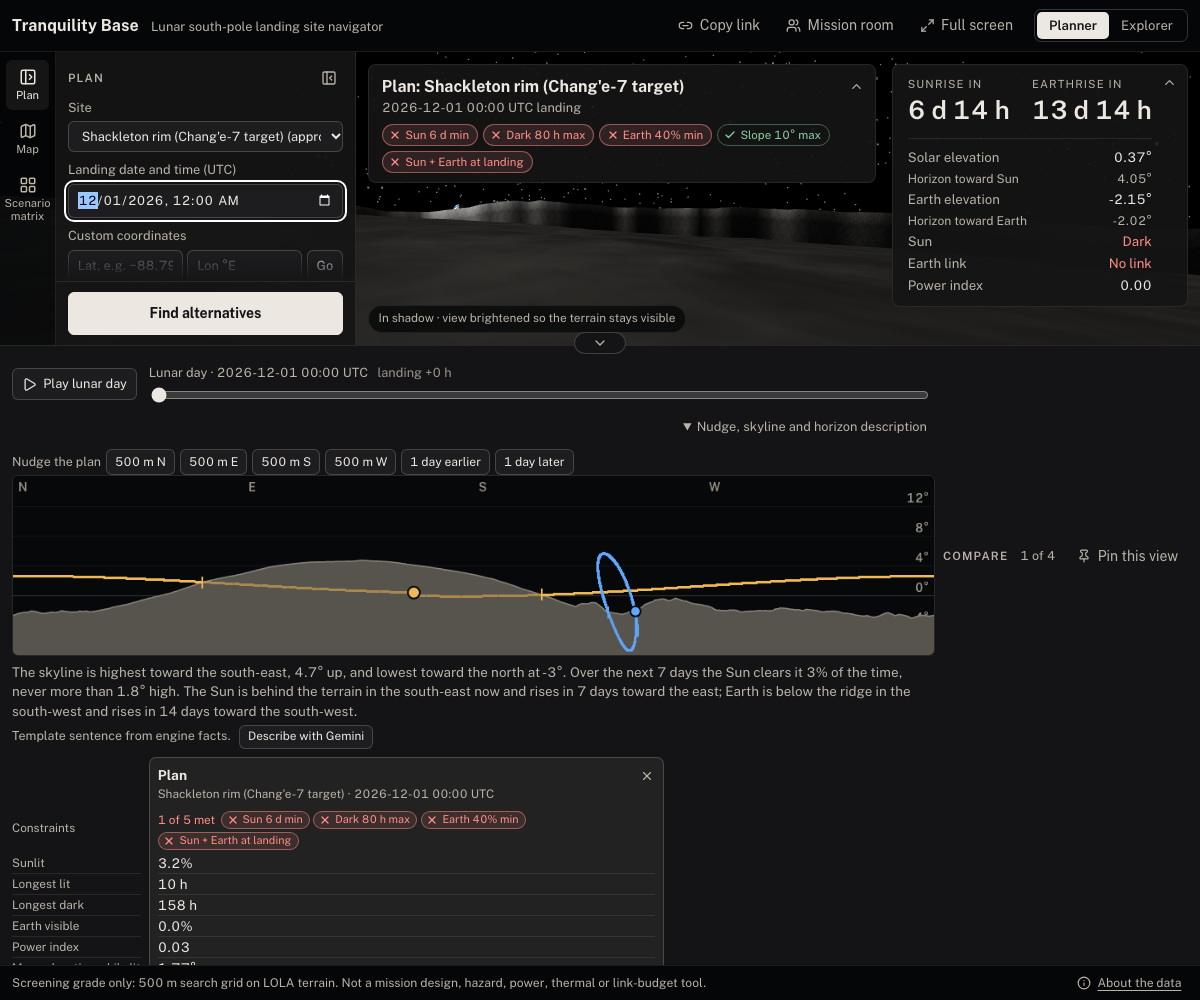 Tranquility Base
Lunar south-pole landing site navigator
Copy link
Mission room
Full screen
Planner
Explorer
Plan
Map
Scenario matrix
PLAN
Site
Shackleton rim (Chang'e-7 target) (appro
Landing date and time (UTC)
12/01/2026, 12:00 AM
Custom coordinates
Lat, e.g. −88.79
Lon °E
Go
Find alternatives
Plan: Shackleton rim (Chang'e-7 target)
2026-12-01 00:00 UTC landing
Sun 6 d min
Dark 80 h max
Earth 40% min
Slope 10° max
Sun + Earth at landing
In shadow · view brightened so the terrain stays visible
SUNRISE IN
6 d 14 h
EARTHRISE IN
13 d 14 h
Solar elevation 0.37°
Horizon toward Sun 4.05°
Earth elevation -2.15°
Horizon toward Earth -2.02°
Sun Dark
Earth link No link
Power index 0.00
Play lunar day
Lunar day · 2026-12-01 00:00 UTC landing +0 h
▼ Nudge, skyline and horizon description
Nudge the plan
500 m N
500 m E
500 m S
500 m W
1 day earlier
1 day later
N E S W
12°
8°
4°
0°
COMPARE 1 of 4
Pin this view
The skyline is highest toward the south-east, 4.7° up, and lowest toward the north at -3°. Over the next 7 days the Sun clears it 3% of the time,
never more than 1.8° high. The Sun is behind the terrain in the south-east now and rises in 7 days toward the east; Earth is below the ridge in the
south-west and rises in 14 days toward the south-west.
Template sentence from engine facts.
Describe with Gemini
Plan
Shackleton rim (Chang'e-7 target) · 2026-12-01 00:00 UTC
Constraints
1 of 5 met
Sun 6 d min
Dark 80 h max
Earth 40% min
Sun + Earth at landing
Sunlit 3.2%
Longest lit 10 h
Longest dark 158 h
Earth visible 0.0%
Power index 0.03
Screening grade only: 500 m search grid on LOLA terrain. Not a mission design, hazard, power, thermal or link-budget tool.
About the data